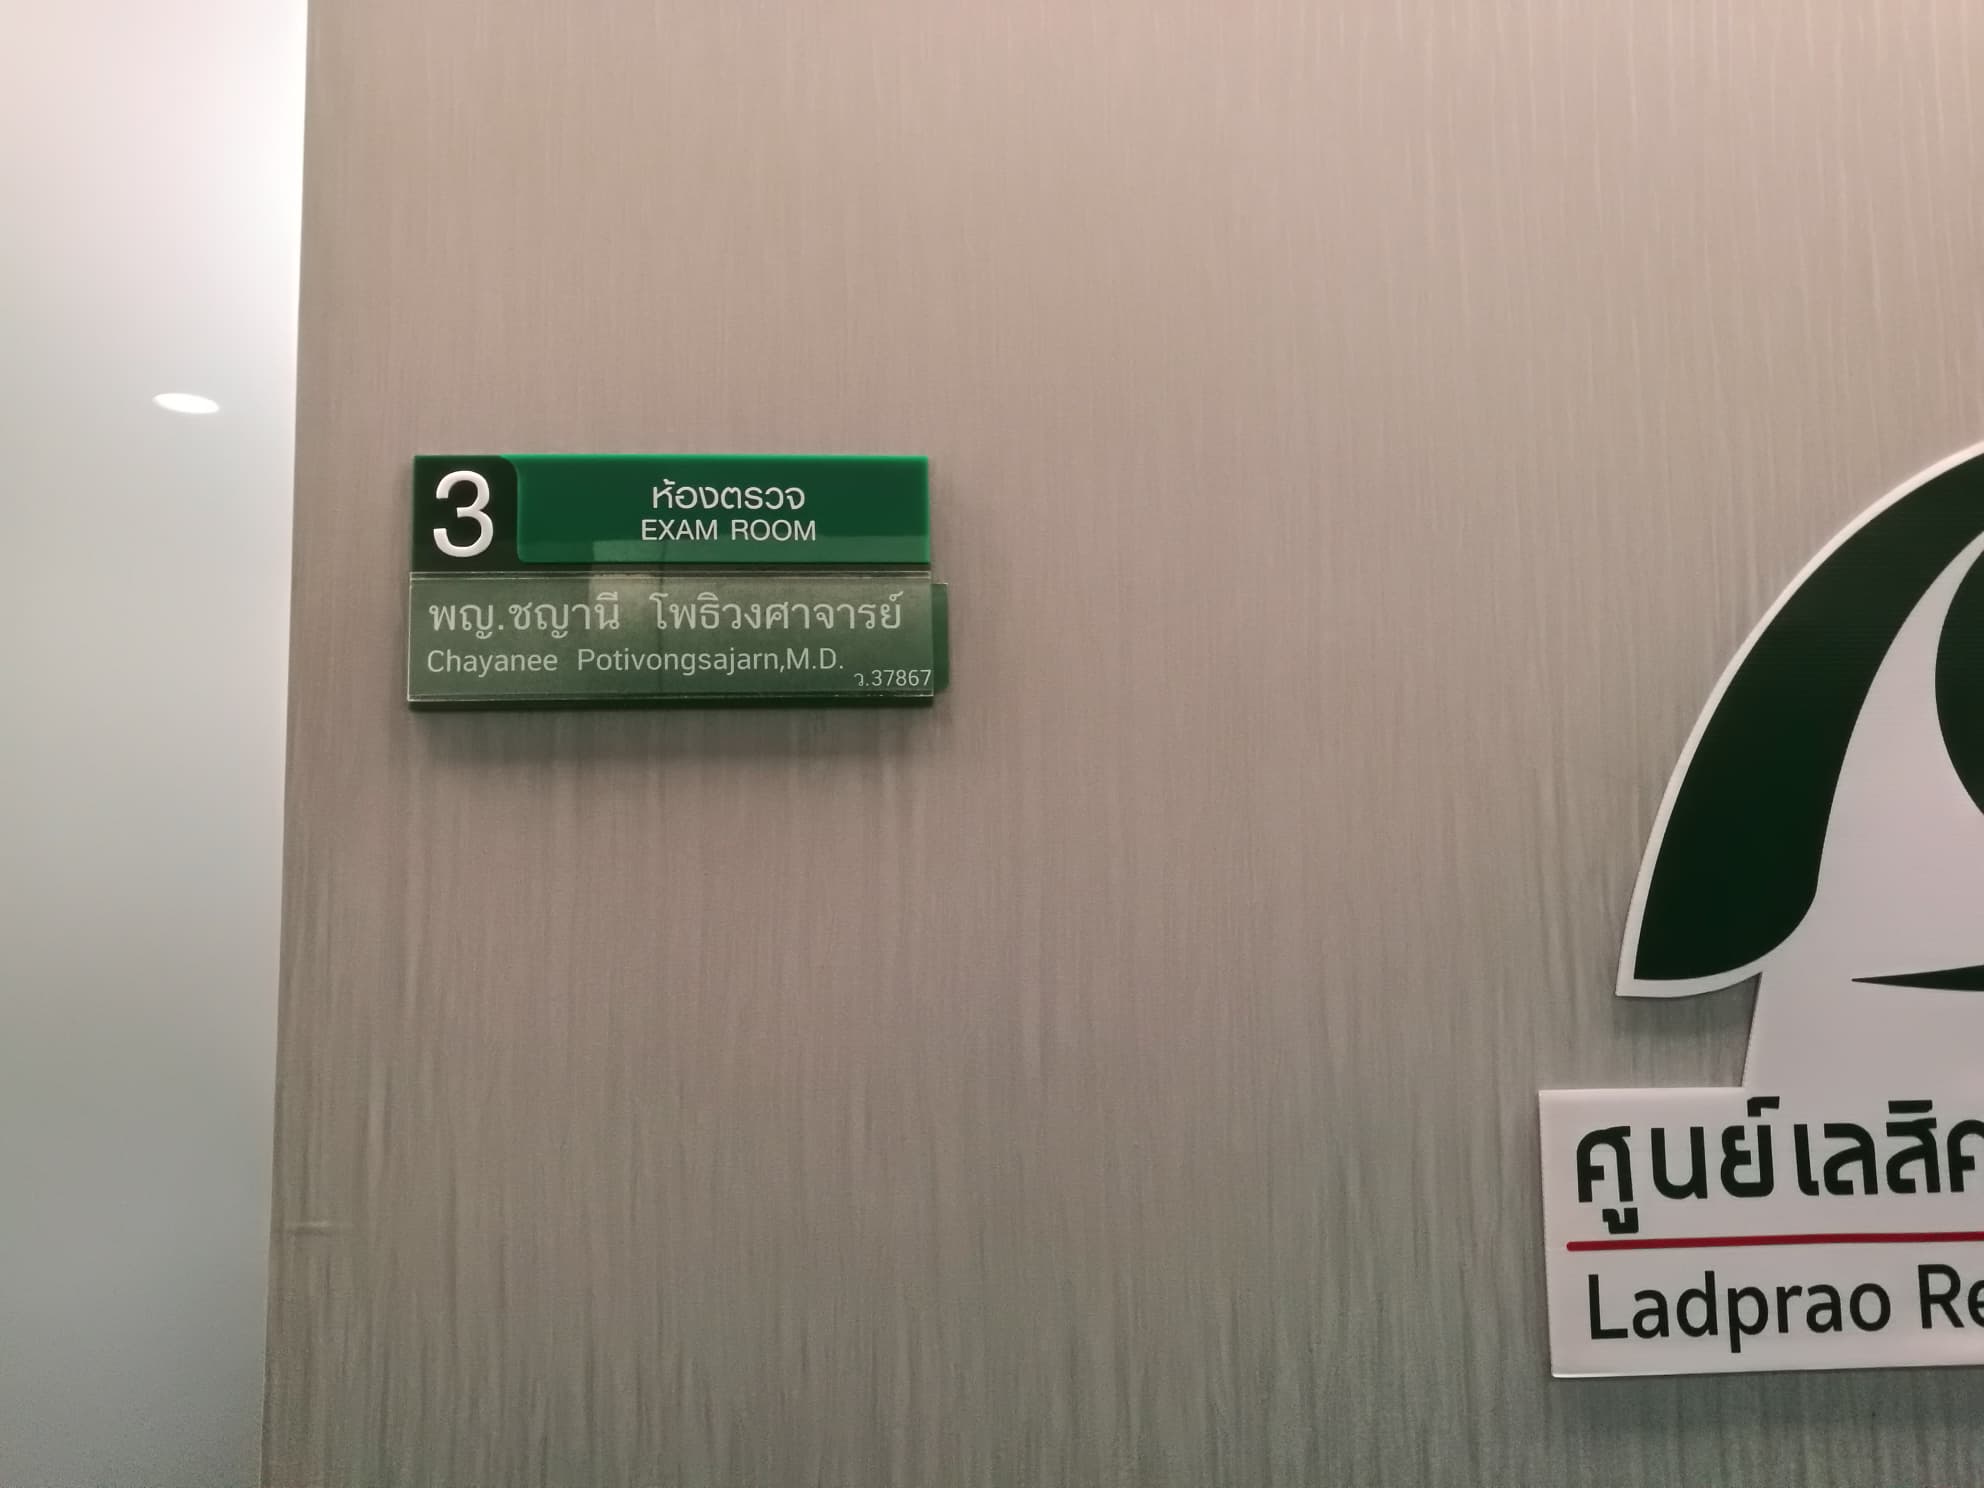 3
ห้องตรวจ
EXAM ROOM
พญ.ชญานี โพธิวงศาจารย์
Chayanee Potivongsajarn,M.D.
ว.37867
ศูนย์เลสิค
Ladprao Re